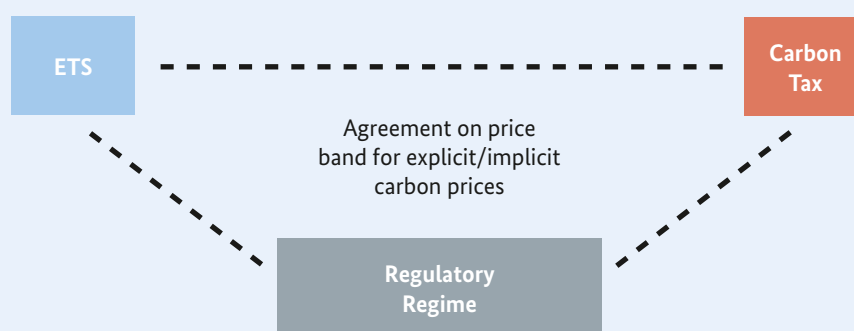 ETS
Carbon
Tax
Agreement on price
band for explicit/implicit
carbon prices
Regulatory
Regime